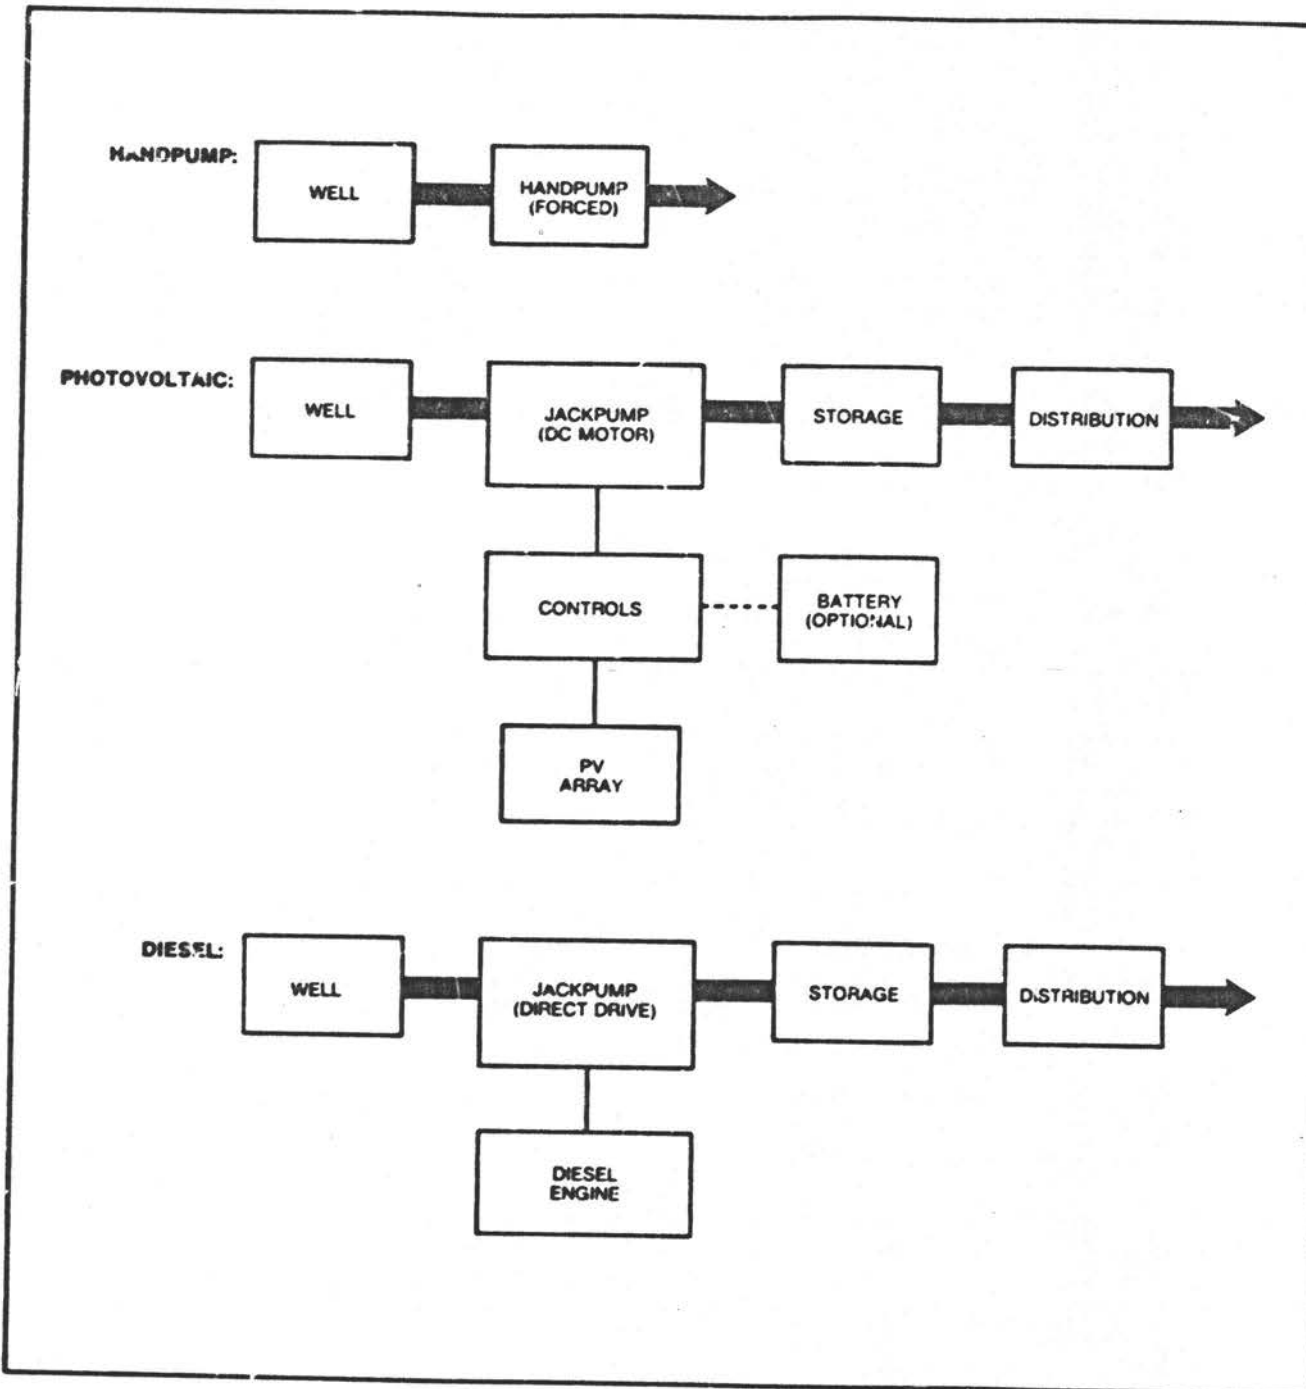 HANDPUMP:
WELL
HANDPUMP
(FORCED)
PHOTOVOLTAIC:
WELL
JACKPUMP
(DC MOTOR)
STORAGE
DISTRIBUTION
CONTROLS
BATTERY
(OPTIONAL)
PV
ARRAY
DIESEL:
WELL
JACKPUMP
(DIRECT DRIVE)
STORAGE
DISTRIBUTION
DIESEL
ENGINE